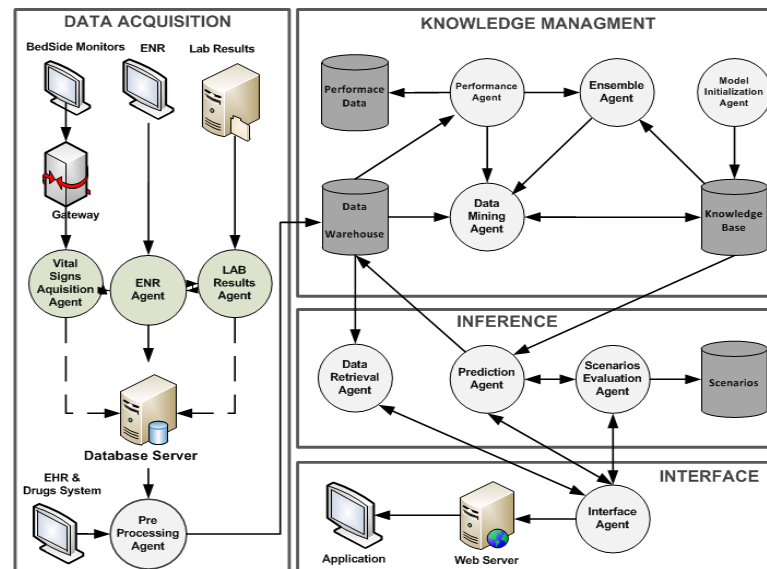 DATA ACQUISITION
BedSide Monitors
ENR
Lab Results
Gateway
Vital
Signs
Aquisition
Agent
ENR
Agent
LAB
Results
Agent
Database Server
EHR &
Drugs System
Pre
Processing
Agent
KNOWLEDGE MANAGMENT
Performace
Data
Performance
Agent
Ensemble
Agent
Model
Initialization
Agent
Data
Warehouse
Data
Mining
Agent
Knowledge
Base
INFERENCE
Data
Retrieval
Agent
Prediction
Agent
Scenarios
Evaluation
Agent
Scenarios
INTERFACE
Application
Web Server
Interface
Agent